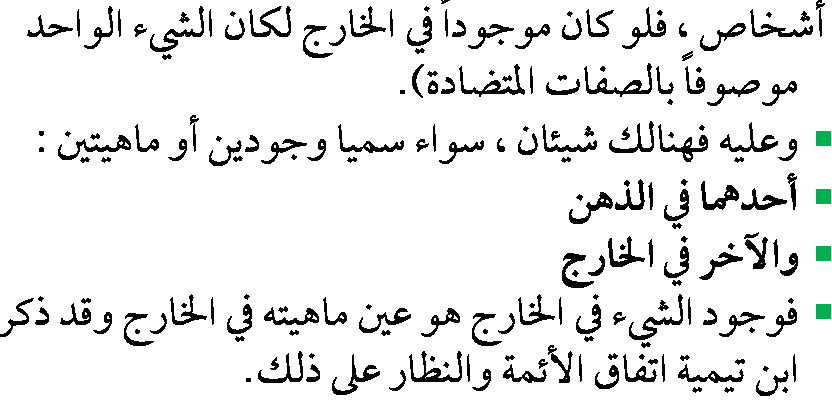 أشخاص ، فلو كان موجوداً في الخارج لكان الشيء الواحد
موصوفاً بالصفات المتضادة).
▪ وعليه فهنالك شيئان ، سواء سميا وجودين أو ماهيتين :
▪ أحدهما في الذهن
▪ والآخر في الخارج
▪ فوجود الشيء في الخارج هو عين ماهيته في الخارج وقد ذكر
ابن تيمية اتفاق الأئمة والنظار على ذلك.